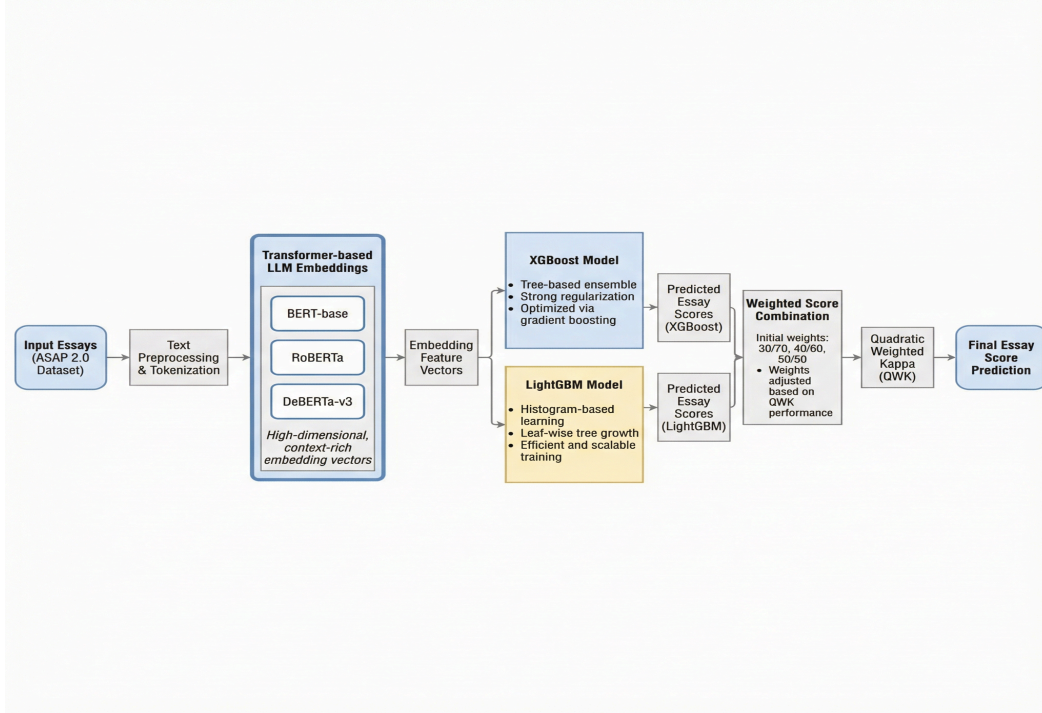 Input Essays
(ASAP 2.0
Dataset)
Text
Preprocessing
& Tokenization
Transformer-based
LLM Embeddings
BERT-base
RoBERTa
DeBERTa-v3
High-dimensional,
context-rich
embedding vectors
Embedding
Feature
Vectors
XGBoost Model
• Tree-based ensemble
• Strong regularization
• Optimized via
gradient boosting
LightGBM Model
• Histogram-based
learning
• Leaf-wise tree growth
• Efficient and scalable
training
Predicted
Essay
Scores
(XGBoost)
Predicted
Essay
Scores
(LightGBM)
Weighted Score
Combination
Initial weights:
30/70, 40/60,
50/50
• Weights
adjusted
based on
QWK
performance
Quadratic
Weighted
Kappa
(QWK)
Final Essay
Score
Prediction